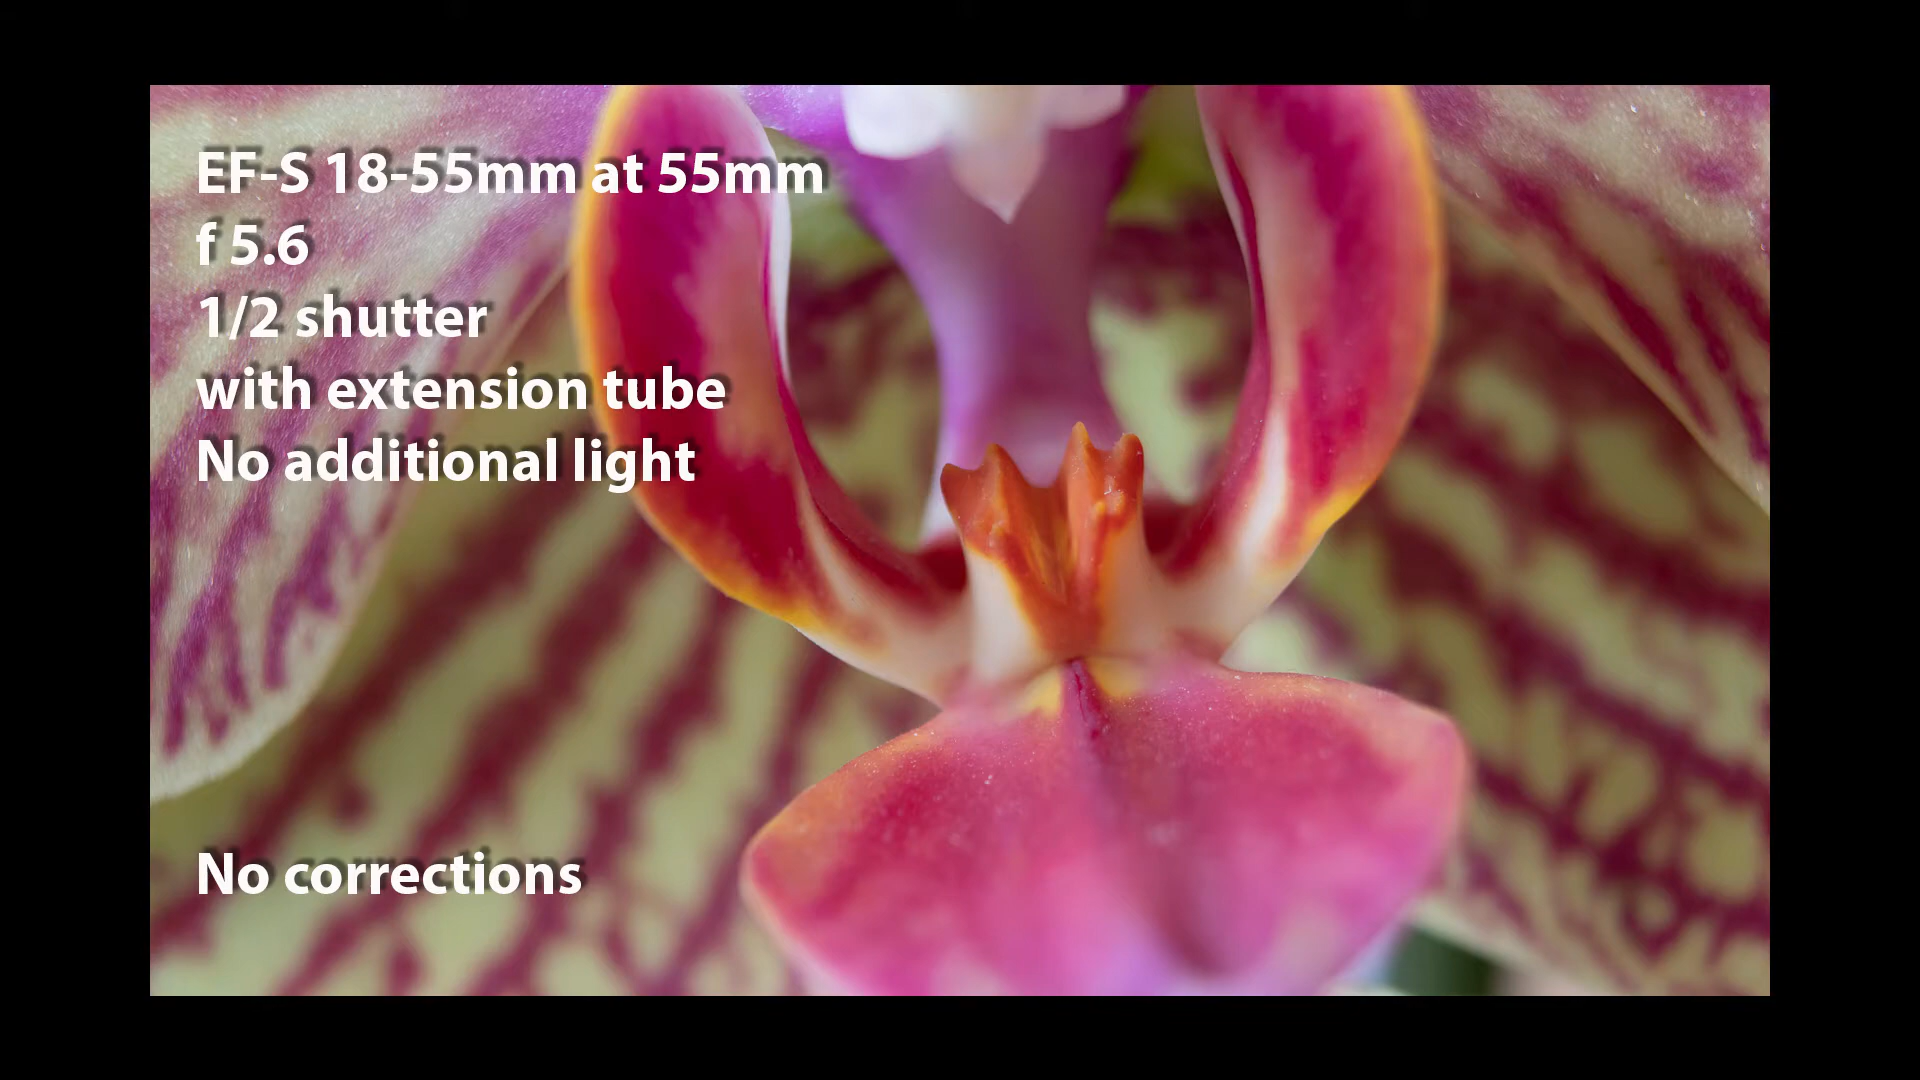 EF-S 18-55mm at 55mm
f 5.6
1/2 shutter
with extension tube
No additional light
No corrections